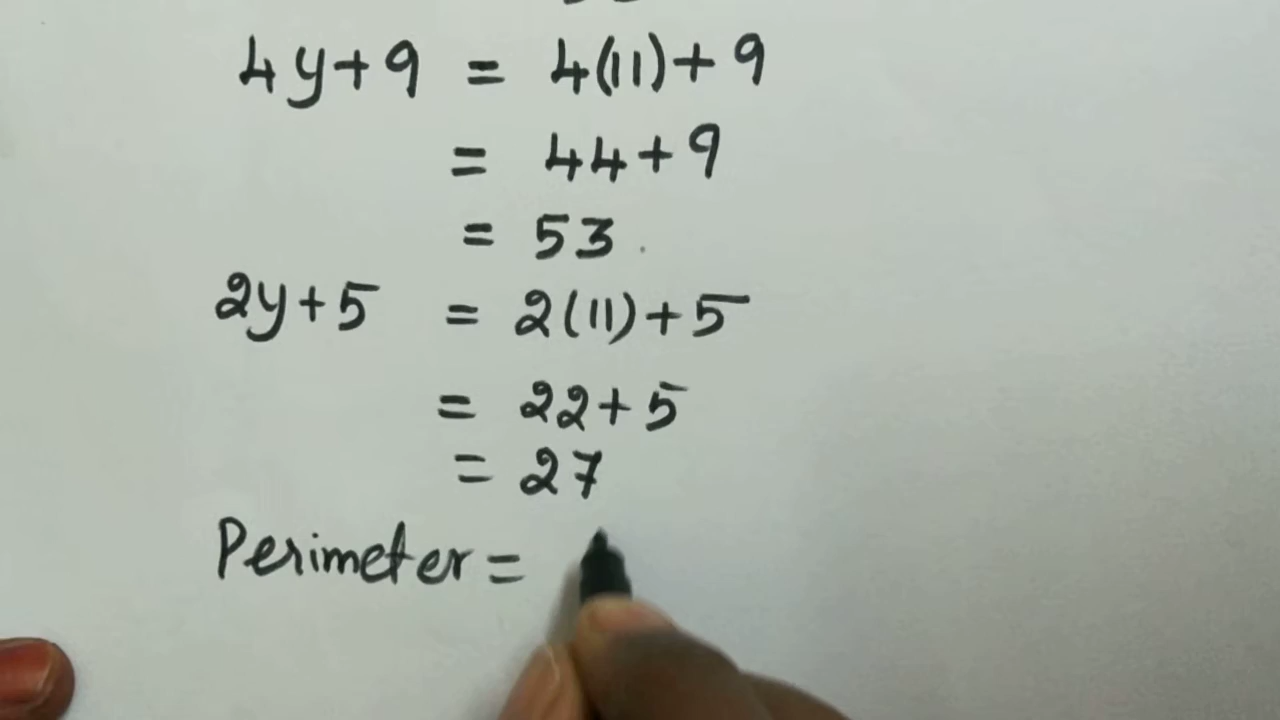 4y+9 = 4(11)+9
= 44+9
= 53.
2y+5 = 2(11)+5
= 22+5
= 27
Perimeter =